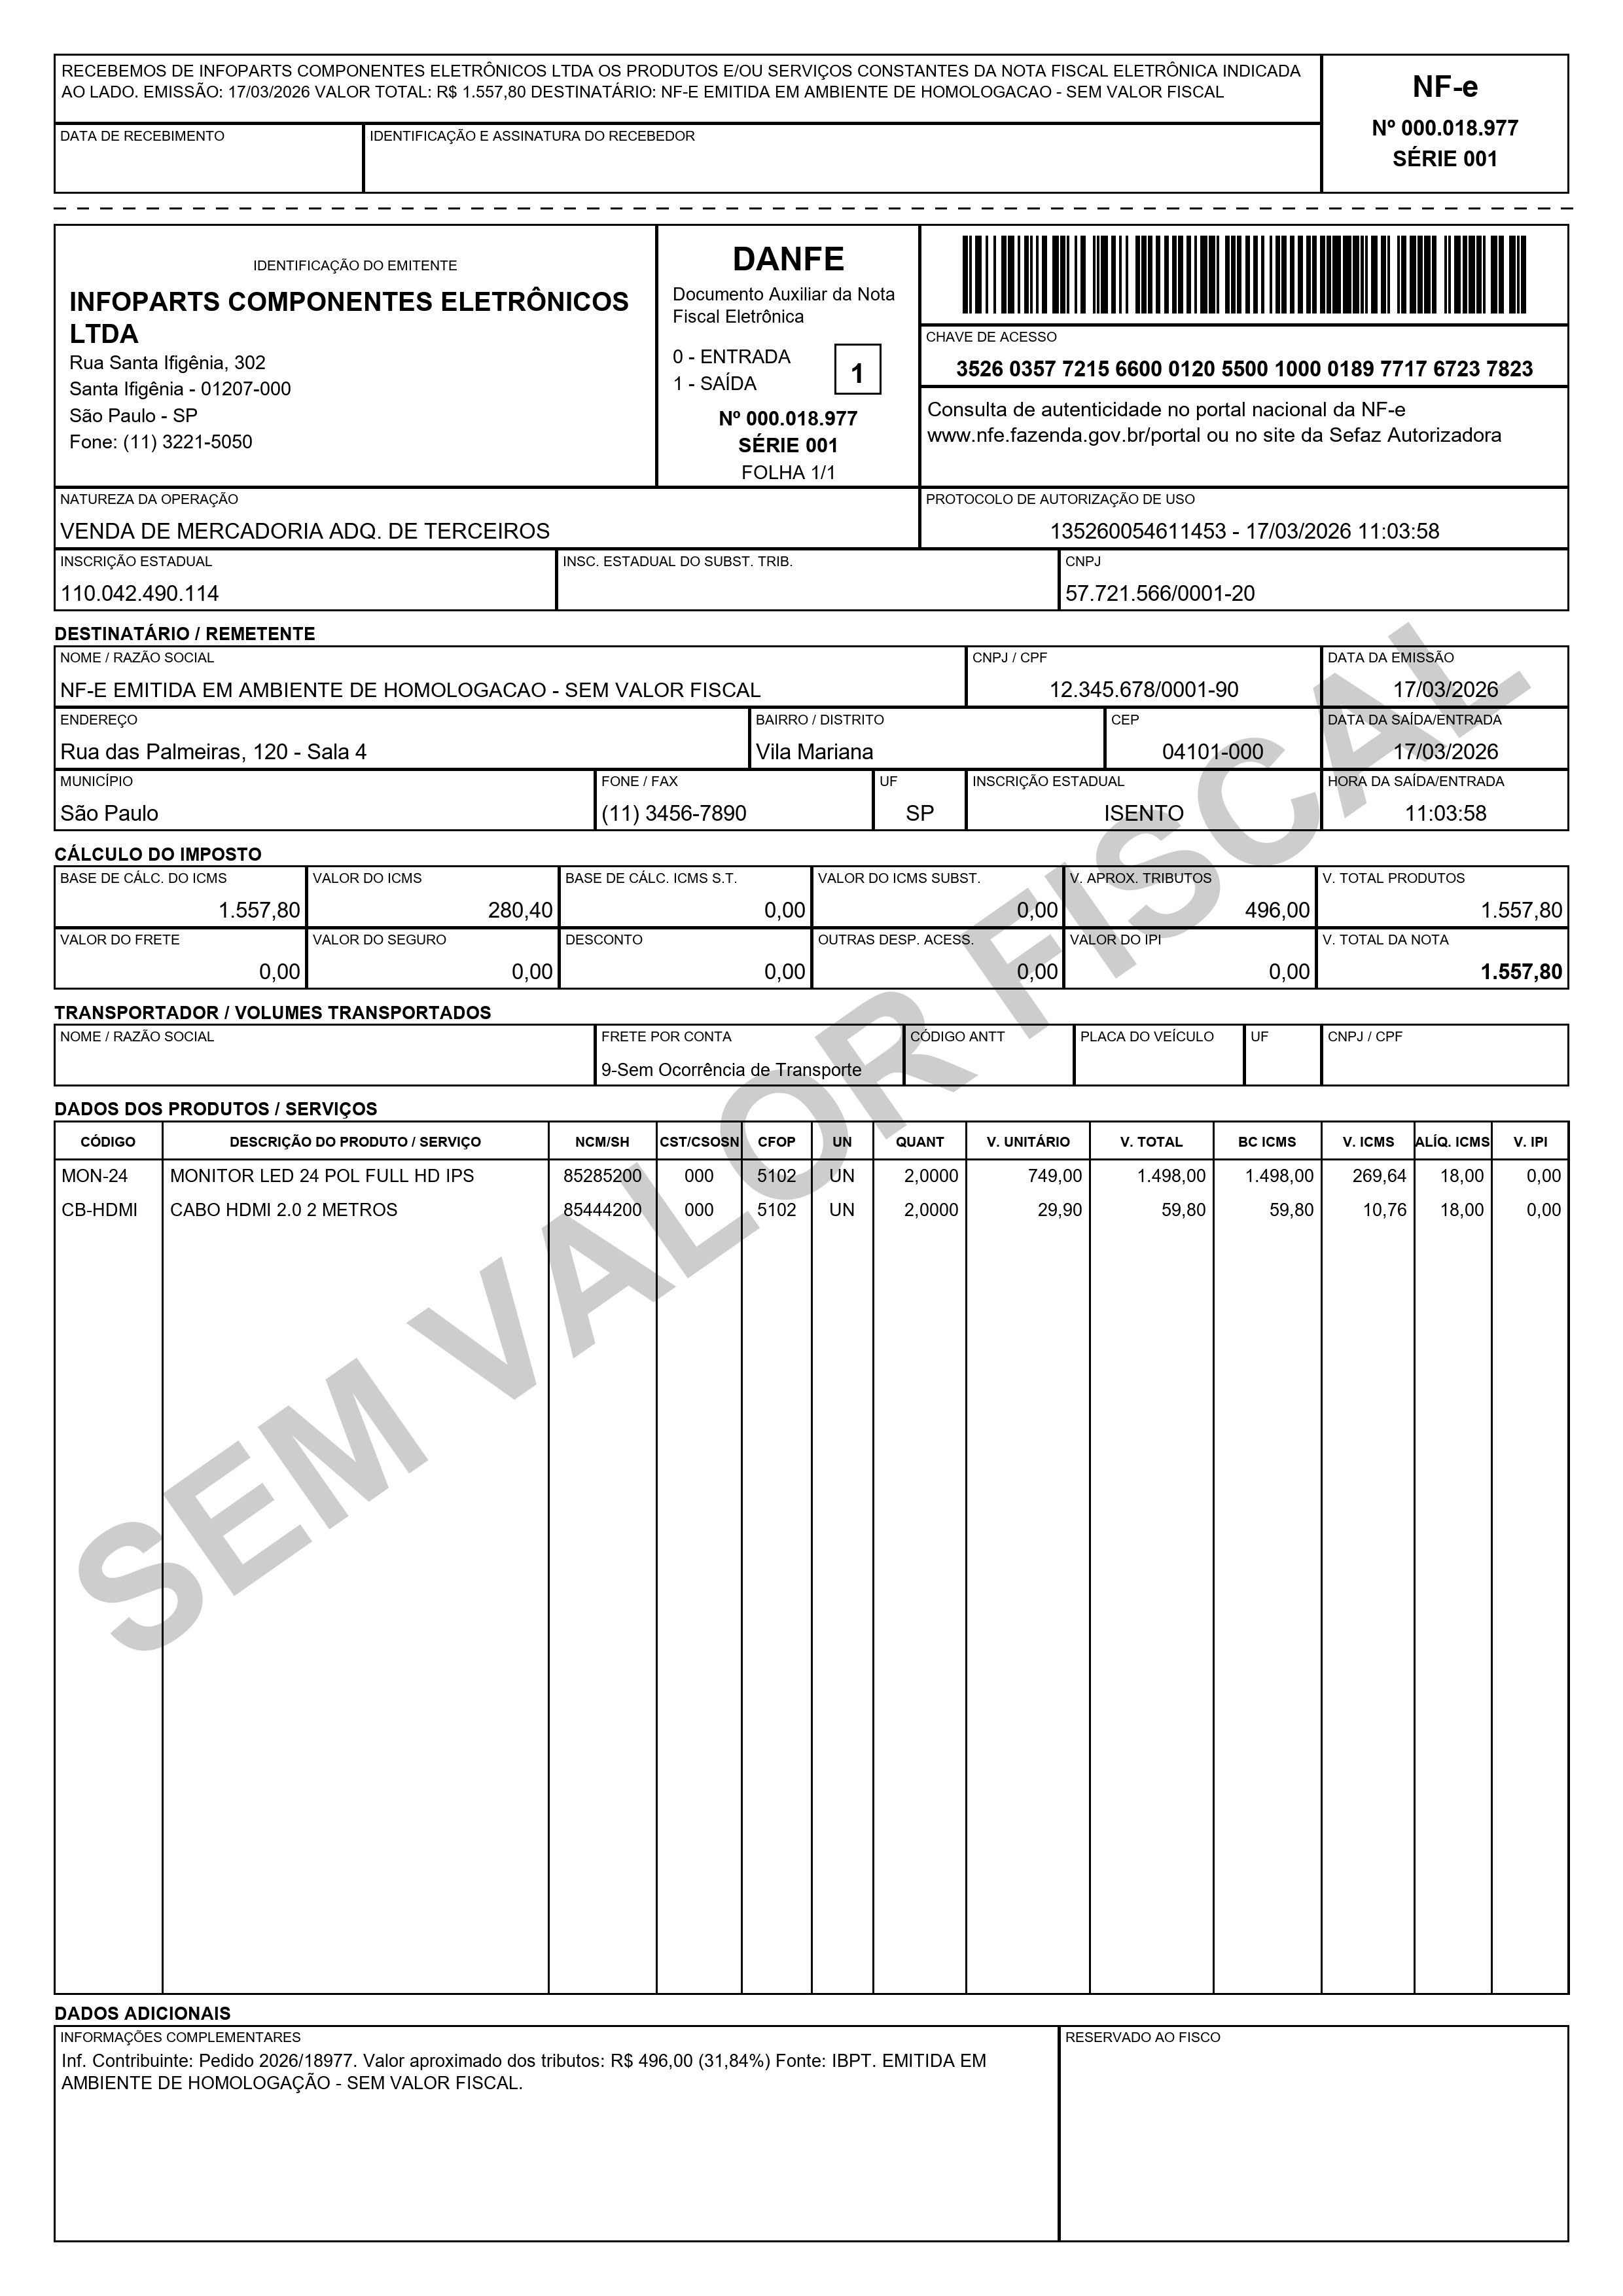 RECEBEMOS DE INFOPARTS COMPONENTES ELETRÔNICOS LTDA OS PRODUTOS E/OU SERVIÇOS CONSTANTES DA NOTA FISCAL ELETRÔNICA INDICADA
AO LADO. EMISSÃO: 17/03/2026 VALOR TOTAL: R$ 1.557,80 DESTINATÁRIO: NF-E EMITIDA EM AMBIENTE DE HOMOLOGACAO - SEM VALOR FISCAL
DATA DE RECEBIMENTO
IDENTIFICAÇÃO E ASSINATURA DO RECEBEDOR
NF-e
Nº 000.018.977
SÉRIE 001
IDENTIFICAÇÃO DO EMITENTE
INFOPARTS COMPONENTES ELETRÔNICOS
LTDA
Rua Santa Ifigênia, 302
Santa Ifigênia - 01207-000
São Paulo - SP
Fone: (11) 3221-5050
DANFE
Documento Auxiliar da Nota
Fiscal Eletrônica
0 - ENTRADA
1 - SAÍDA
1
Nº 000.018.977
SÉRIE 001
FOLHA 1/1
CHAVE DE ACESSO
3526 0357 7215 6600 0120 5500 1000 0189 7717 6723 7823
Consulta de autenticidade no portal nacional da NF-e
www.nfe.fazenda.gov.br/portal ou no site da Sefaz Autorizadora
NATUREZA DA OPERAÇÃO
VENDA DE MERCADORIA ADQ. DE TERCEIROS
PROTOCOLO DE AUTORIZAÇÃO DE USO
135260054611453 - 17/03/2026 11:03:58
INSCRIÇÃO ESTADUAL
110.042.490.114
INSC. ESTADUAL DO SUBST. TRIB.
CNPJ
57.721.566/0001-20
DESTINATÁRIO / REMETENTE
NOME / RAZÃO SOCIAL
NF-E EMITIDA EM AMBIENTE DE HOMOLOGACAO - SEM VALOR FISCAL
CNPJ / CPF
12.345.678/0001-90
DATA DA EMISSÃO
17/03/2026
ENDEREÇO
Rua das Palmeiras, 120 - Sala 4
BAIRRO / DISTRITO
Vila Mariana
CEP
04101-000
DATA DA SAÍDA/ENTRADA
17/03/2026
MUNICÍPIO
São Paulo
FONE / FAX
(11) 3456-7890
UF
SP
INSCRIÇÃO ESTADUAL
ISENTO
HORA DA SAÍDA/ENTRADA
11:03:58
CÁLCULO DO IMPOSTO
BASE DE CÁLC. DO ICMS
1.557,80
VALOR DO ICMS
280,40
BASE DE CÁLC. ICMS S.T.
0,00
VALOR DO ICMS SUBST.
0,00
V. APROX. TRIBUTOS
496,00
V. TOTAL PRODUTOS
1.557,80
VALOR DO FRETE
0,00
VALOR DO SEGURO
0,00
DESCONTO
0,00
OUTRAS DESP. ACESS.
0,00
VALOR DO IPI
0,00
V. TOTAL DA NOTA
1.557,80
TRANSPORTADOR / VOLUMES TRANSPORTADOS
NOME / RAZÃO SOCIAL
FRETE POR CONTA
9-Sem Ocorrência de Transporte
CÓDIGO ANTT
PLACA DO VEÍCULO
UF
CNPJ / CPF
DADOS DOS PRODUTOS / SERVIÇOS
CÓDIGO DESCRIÇÃO DO PRODUTO / SERVIÇO NCM/SH CST/CSOSN CFOP UN QUANT V. UNITÁRIO V. TOTAL BC ICMS V. ICMS ALÍQ. ICMS V. IPI
MON-24 MONITOR LED 24 POL FULL HD IPS 85285200 000 5102 UN 2,0000 749,00 1.498,00 1.498,00 269,64 18,00 0,00
CB-HDMI CABO HDMI 2.0 2 METROS 85444200 000 5102 UN 2,0000 29,90 59,80 59,80 10,76 18,00 0,00
SEM VALOR FISCAL
DADOS ADICIONAIS
INFORMAÇÕES COMPLEMENTARES
Inf. Contribuinte: Pedido 2026/18977. Valor aproximado dos tributos: R$ 496,00 (31,84%) Fonte: IBPT. EMITIDA EM
AMBIENTE DE HOMOLOGAÇÃO - SEM VALOR FISCAL.
RESERVADO AO FISCO